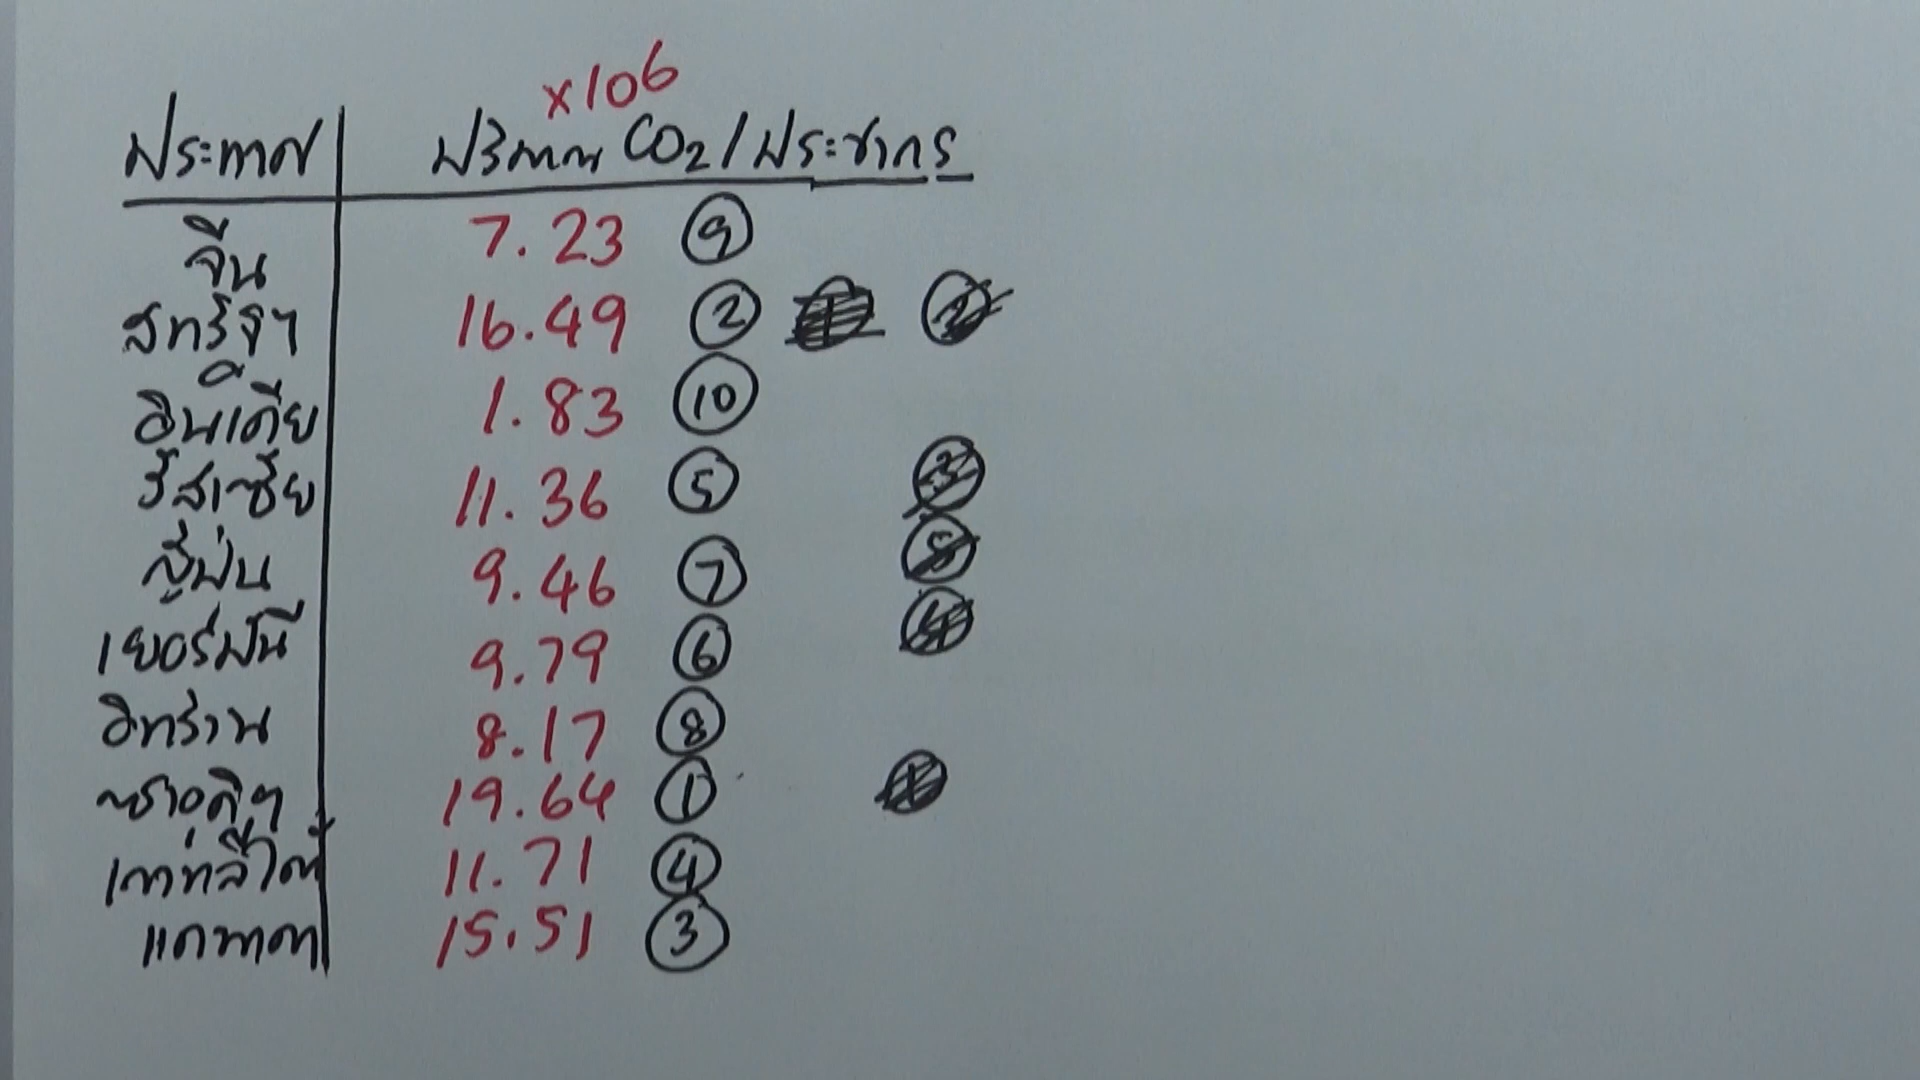 ×10⁶
ประเทศ ปริมาณ CO₂/ประชากร
จีน 7.23 ⑨
สหรัฐฯ 16.49 ②
อินเดีย 1.83 ⑩
รัสเซีย 11.36 ⑤
ญี่ปุ่น 9.46 ⑦
เยอรมันี 9.79 ⑥
อิหร่าน 8.17 ⑧
ซาอุดิฯ 19.64 ①
เกาหลีใต้ 11.71 ④
แคนาดา 15.51 ③